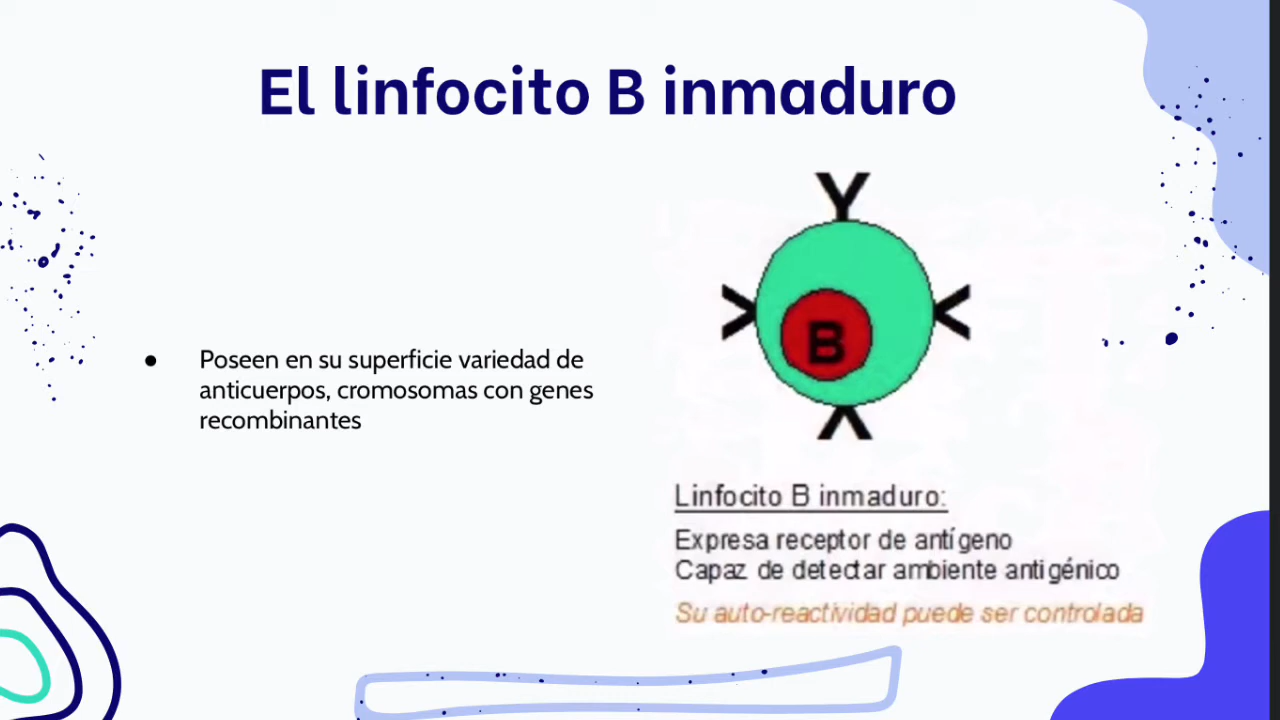 El linfocito B inmaduro
Y
B
● Poseen en su superficie variedad de
anticuerpos, cromosomas con genes
recombinantes
Linfocito B inmaduro:
Expresa receptor de antígeno
Capaz de detectar ambiente antigénico
Su auto-reactividad puede ser controlada